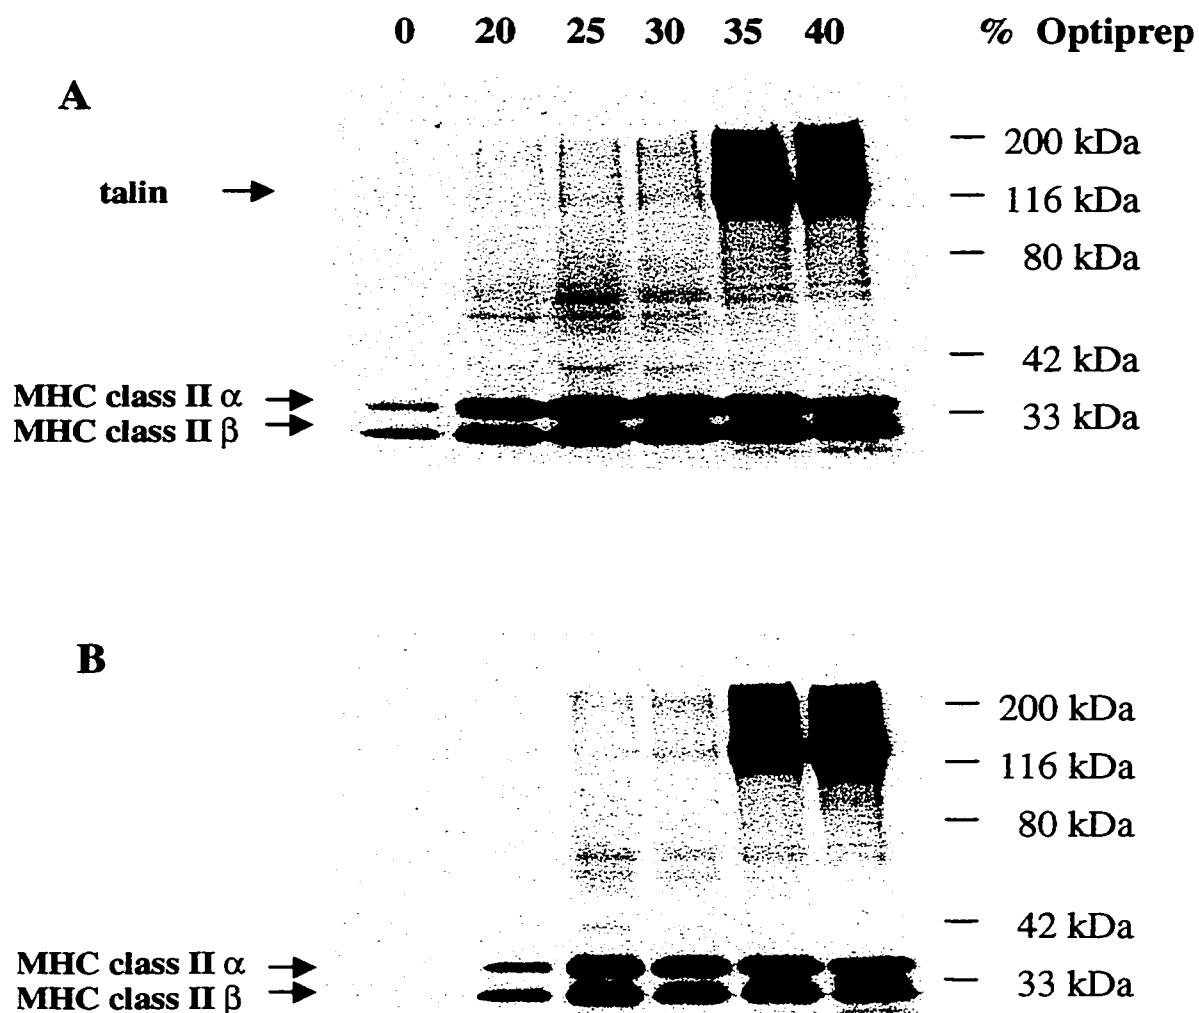 0 20 25 30 35 40 % Optiprep
A
200 kDa
talin
116 kDa
80 kDa
42 kDa
MHC class II α
33 kDa
MHC class II β
B
200 kDa
116 kDa
80 kDa
42 kDa
MHC class II α
33 kDa
MHC class II β